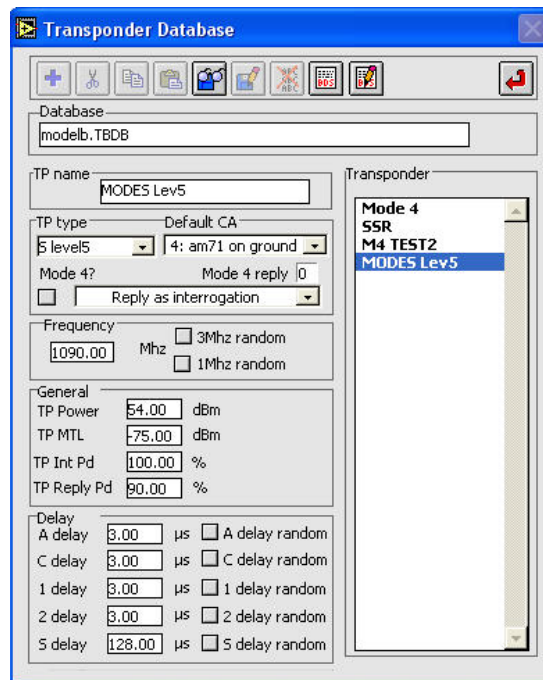 Transponder Database
Database
modelb.TBDB
TP name
MODES Lev5
TP type Default CA
S level5 4: am71 on ground
Mode 4? Mode 4 reply 0
Reply as interrogation
Frequency
1090.00 Mhz
3Mhz random
1Mhz random
General
TP Power 54.00 dBm
TP MTL -75.00 dBm
TP Int Pd 100.00 %
TP Reply Pd 90.00 %
Delay
A delay 3.00 µs A delay random
C delay 3.00 µs C delay random
1 delay 3.00 µs 1 delay random
2 delay 3.00 µs 2 delay random
S delay 128.00 µs S delay random
Transponder
Mode 4
SSR
M4 TEST2
MODES Lev5
BDS